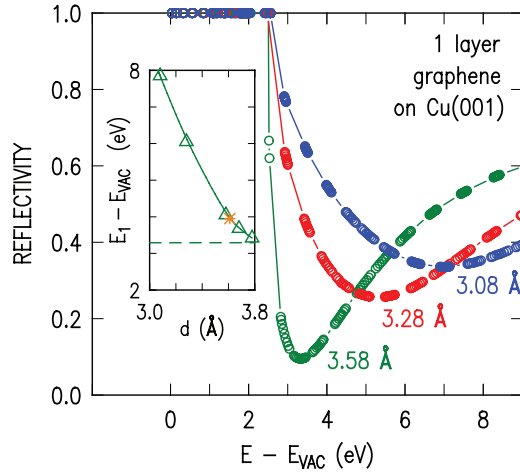 1.0
0.8
0.6
0.4
0.2
0.0
REFLECTIVITY
0
2
4
6
8
E – E_VAC (eV)
1 layer
graphene
on Cu(001)
3.08 Å
3.28 Å
3.58 Å
8
2
E₁ – E_VAC (eV)
3.0
3.8
d (Å)